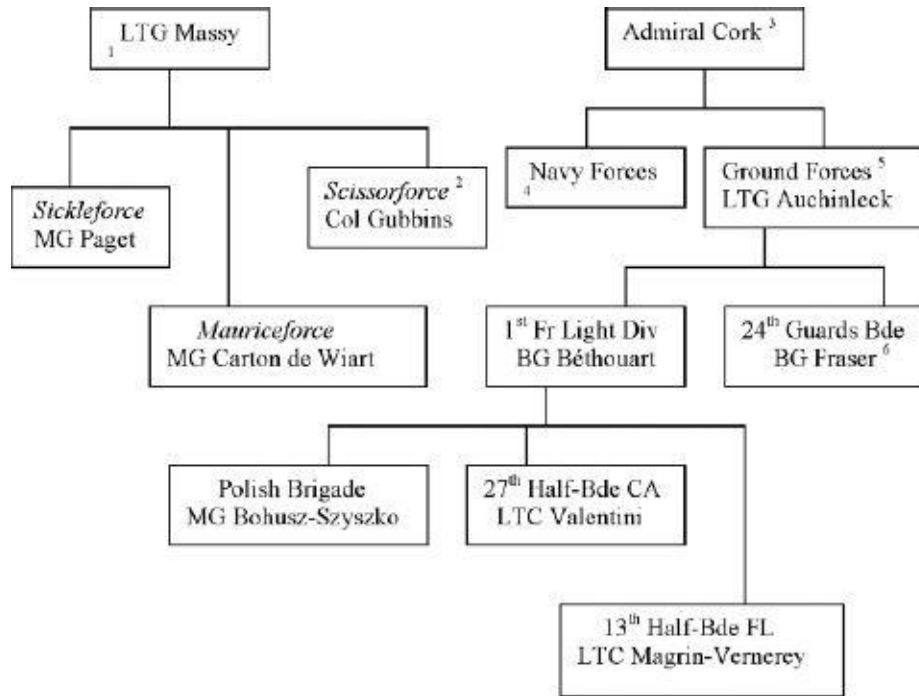 LTG Massy
1
Admiral Cork 3
Navy Forces
4
Ground Forces 5
LTG Auchinleck
Scissorforce 2
Col Gubbins
Sickleforce
MG Paget
Mauriceforce
MG Carton de Wiart
1st Fr Light Div
BG Béthouart
24th Guards Bde
BG Fraser 6
Polish Brigade
MG Bohusz-Szyszko
27th Half-Bde CA
LTC Valentini
13th Half-Bde FL
LTC Magrin-Vernerey